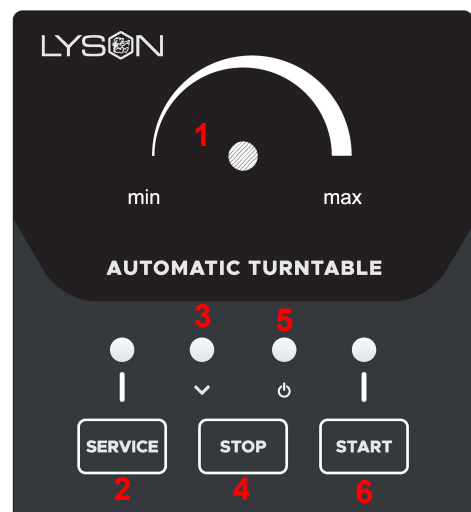 LYSON
1
min max
AUTOMATIC TURNTABLE
3 5
SERVICE STOP START
2 4 6